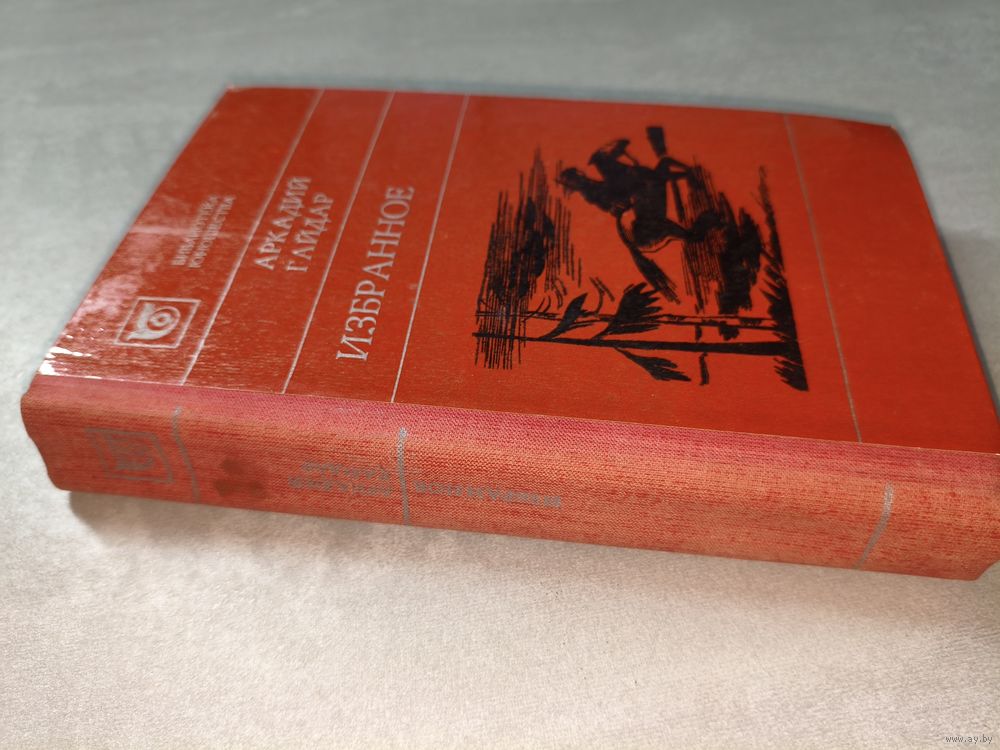 БИБЛИОТЕКА
ЮНОШЕСТВА
АРКАДИЙ
ГАЙДАР
ИЗБРАННОЕ
АРКАДИЙ
ГАЙДАР
ИЗБРАННОЕ
www.ay.by